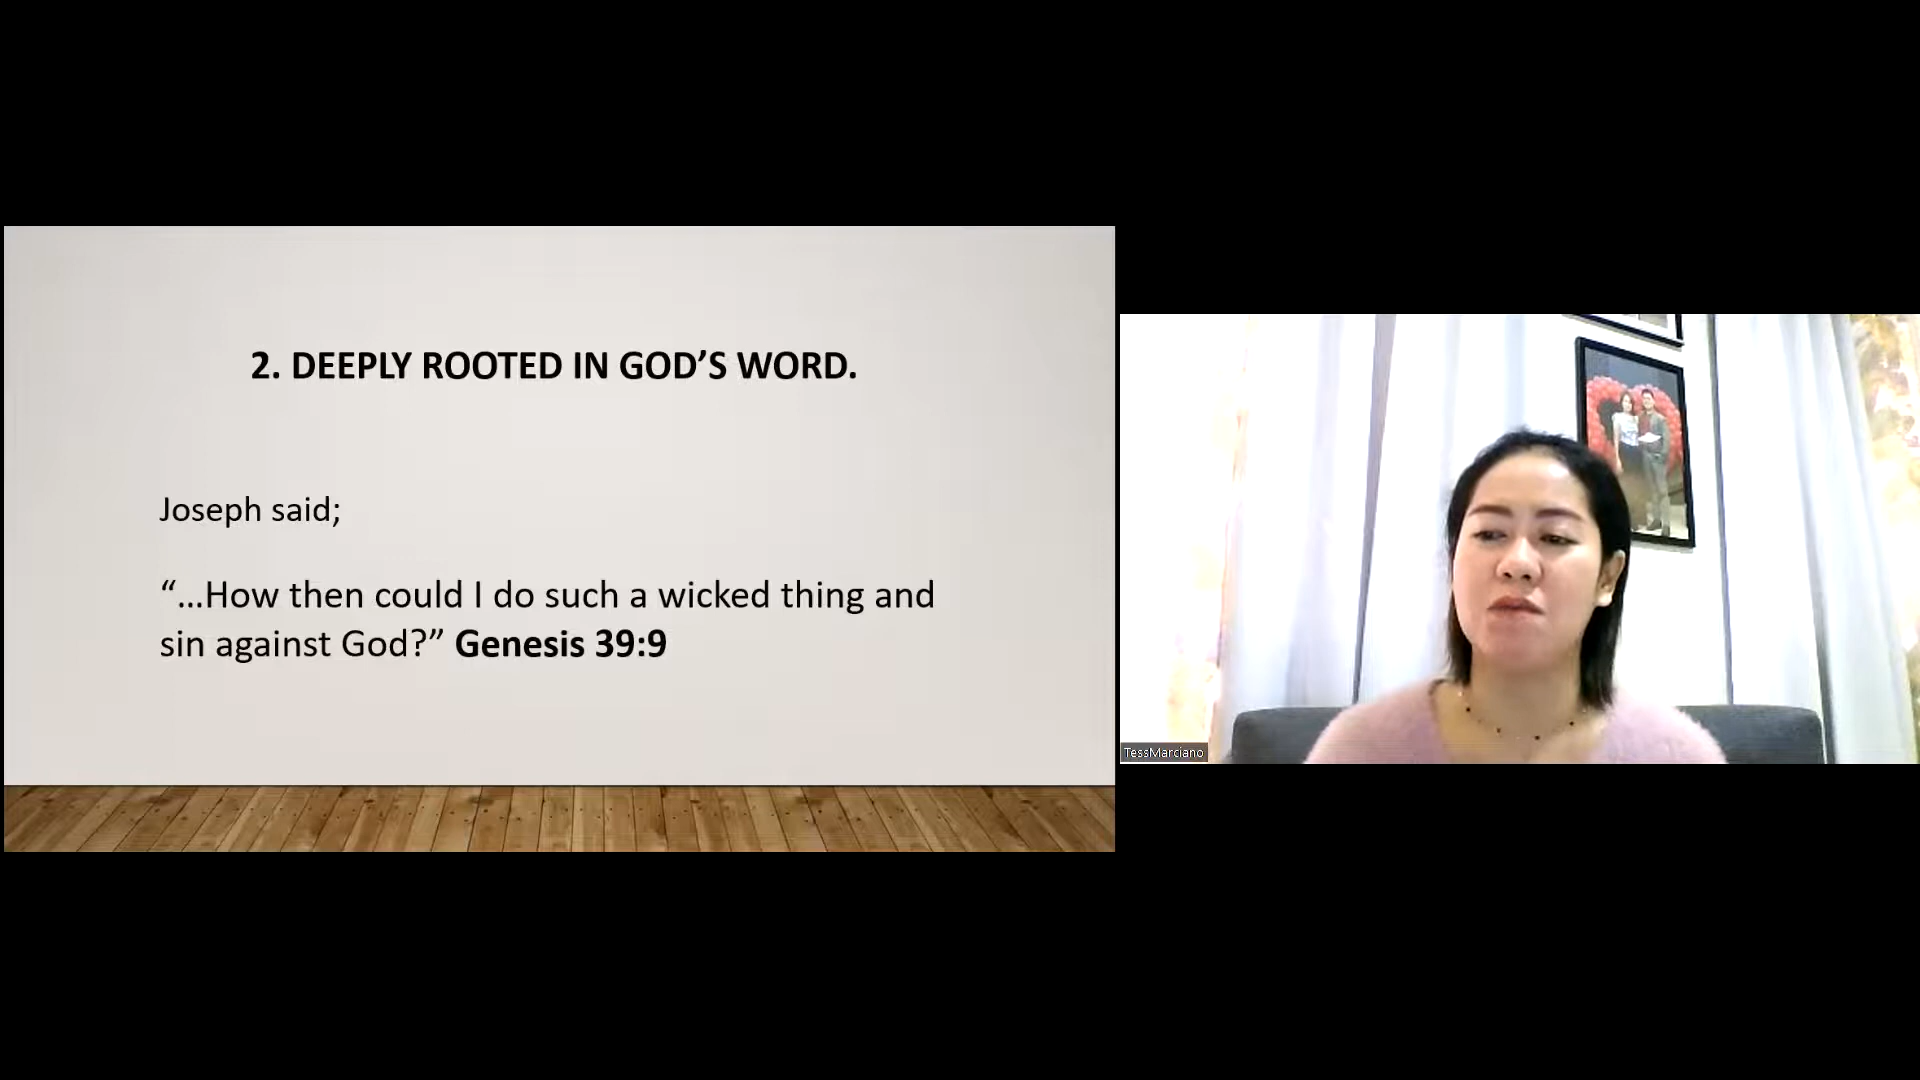 2. DEEPLY ROOTED IN GOD’S WORD.
Joseph said;
“...How then could I do such a wicked thing and
sin against God?” Genesis 39:9
TessMarciano